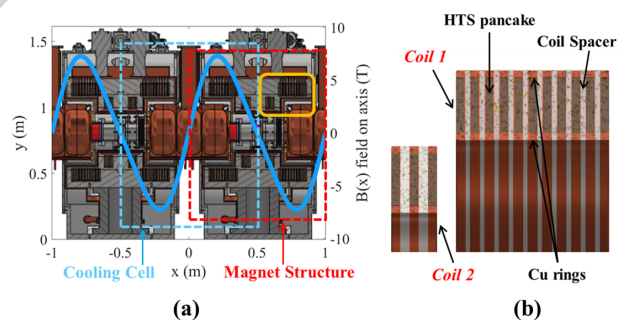 HTS pancake
Coil Spacer
Coil 1
1.5
1
0.5
0
y (m)
10
5
0
-5
-10
B(x) field on axis (T)
-1
-0.5
0
0.5
1
x (m)
Cooling Cell
Magnet Structure
Coil 2
Cu rings
(a)
(b)